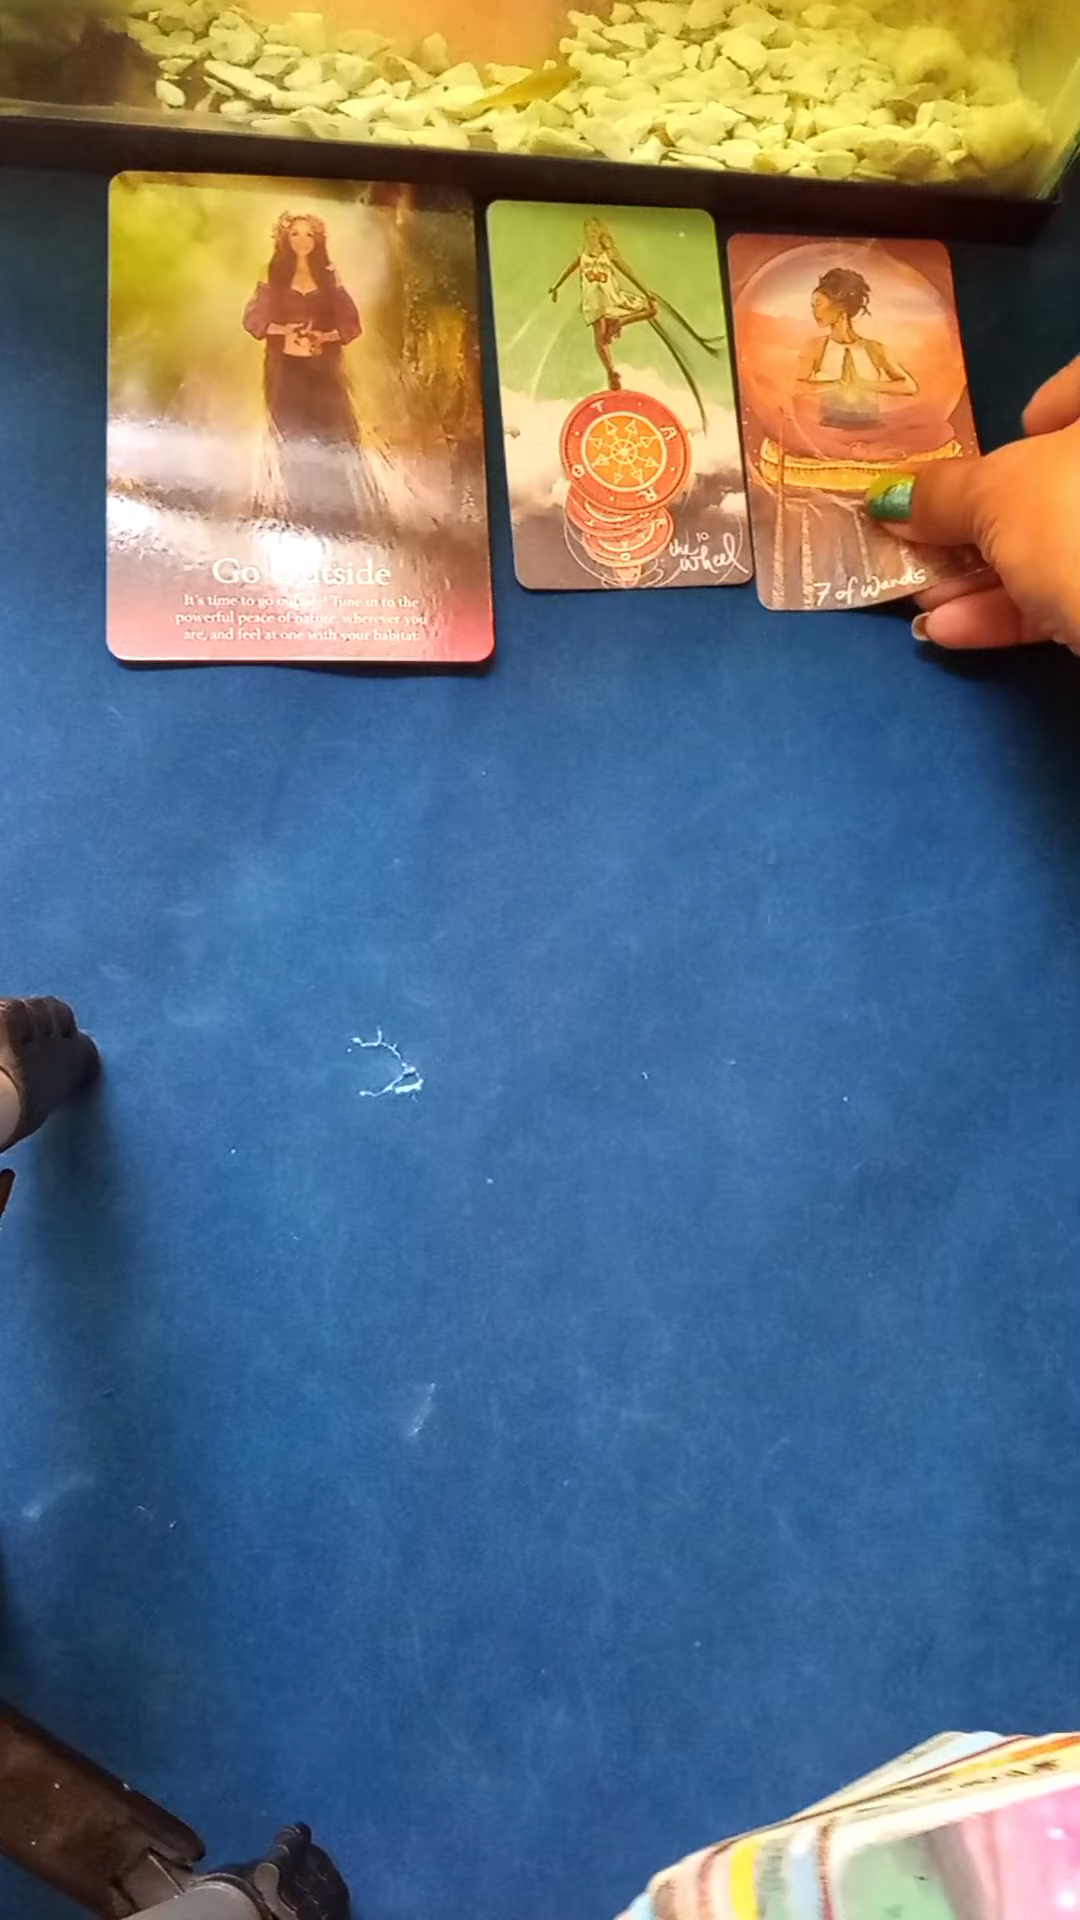 Go Outside
It's time to go outside! Tune in to the
powerful peace of nature, wherever you
are, and feel at one with your habitat.
T
A
R
O
10
the Wheel
7 of Wands